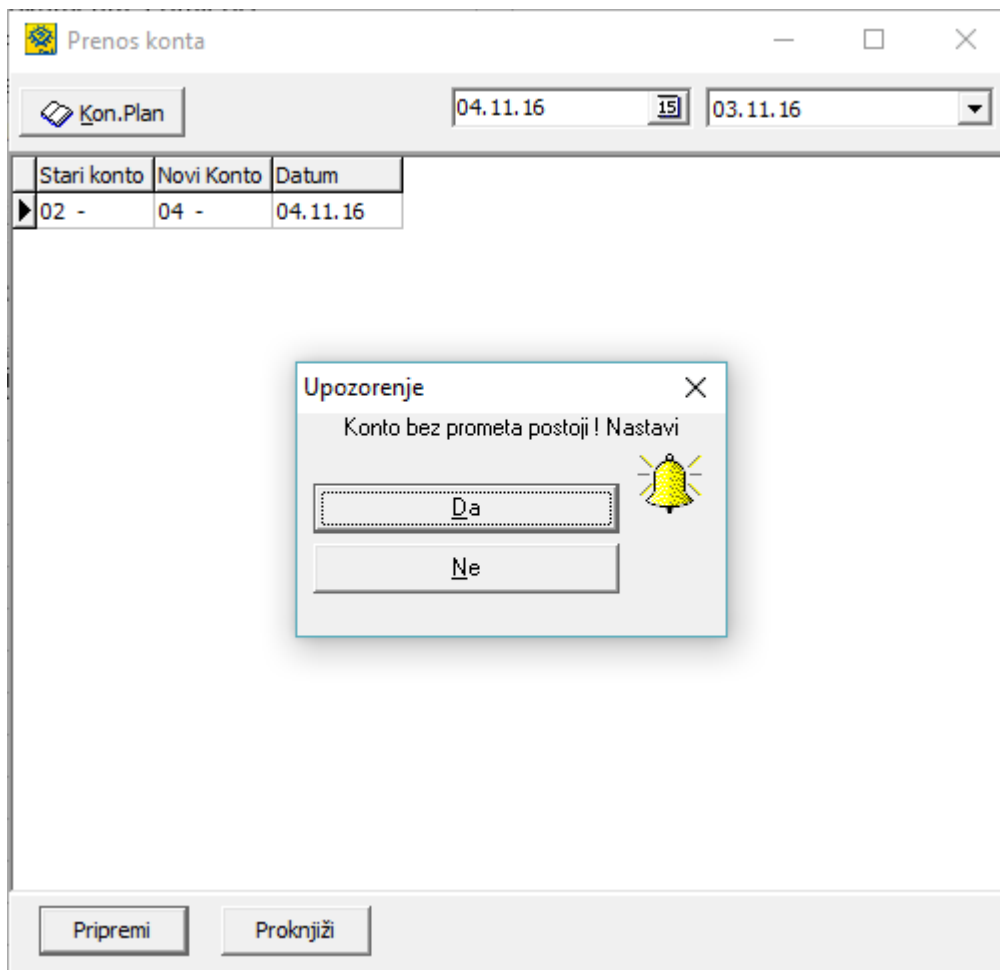 Prenos konta
Kon.Plan
04.11.16
15
03.11.16
Stari konto Novi Konto Datum
02 - 04 - 04.11.16
Upozorenje
Konto bez prometa postoji ! Nastavi
Da
Ne
Pripremi Proknjiži